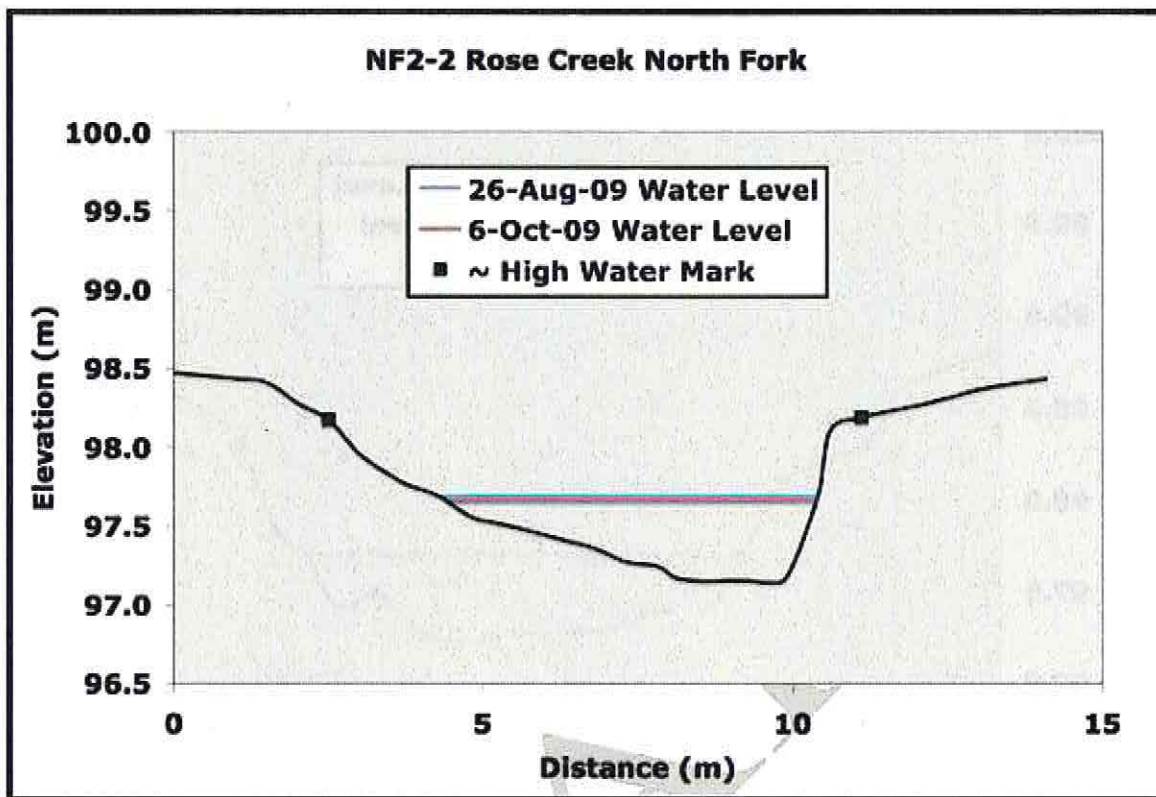 NF2-2 Rose Creek North Fork
100.0
99.5
99.0
98.5
98.0
97.5
97.0
96.5
Elevation (m)
26-Aug-09 Water Level
6-Oct-09 Water Level
~ High Water Mark
0 5 10 15
Distance (m)